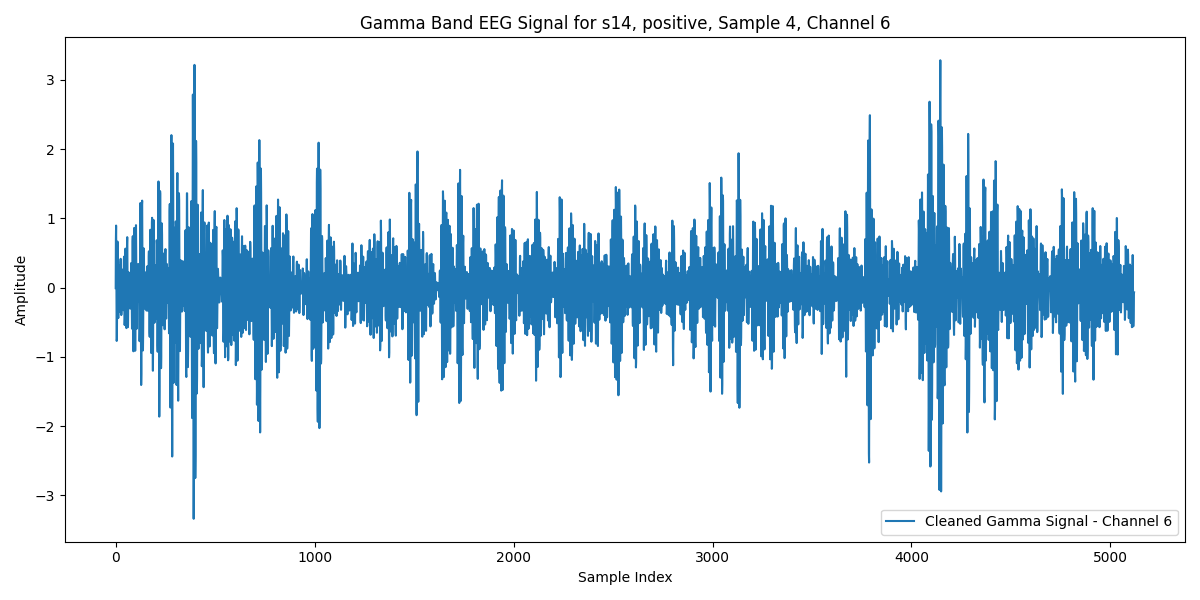 Gamma Band EEG Signal for s14, positive, Sample 4, Channel 6
Amplitude
3
2
1
0
−1
−2
−3
0 1000 2000 3000 4000 5000
Sample Index
Cleaned Gamma Signal - Channel 6